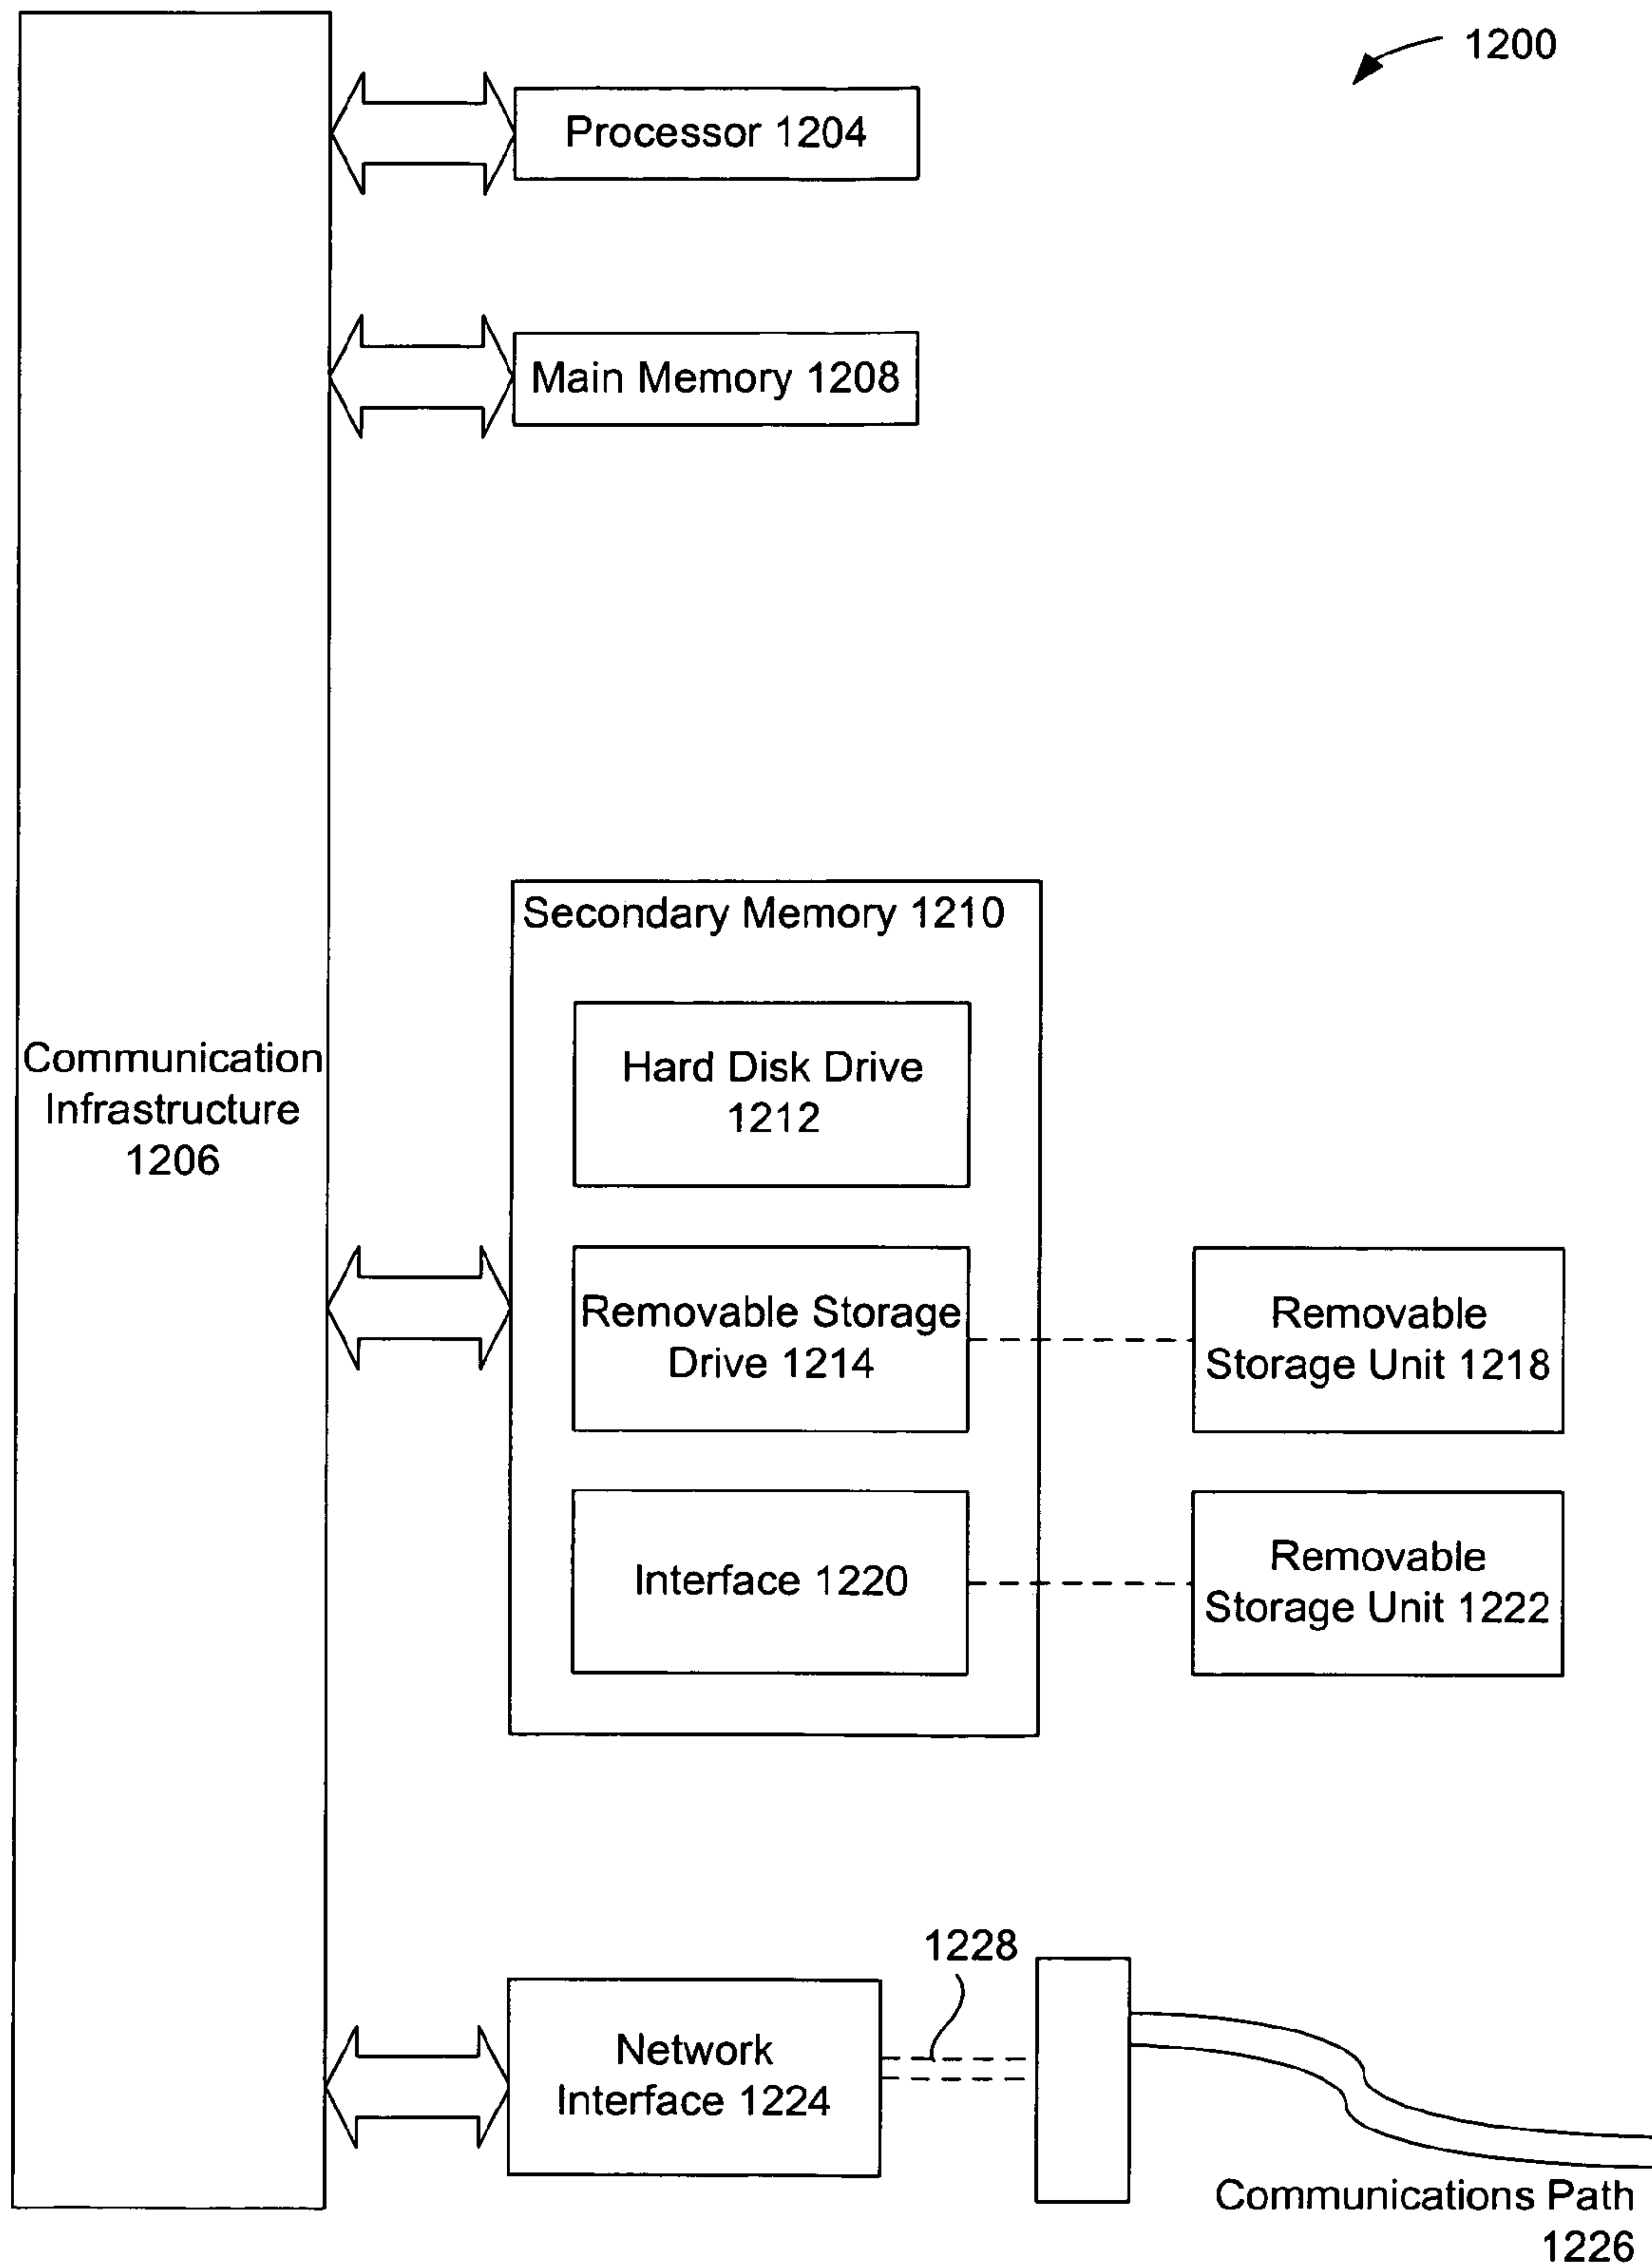 1200
Processor 1204
Main Memory 1208
Secondary Memory 1210
Hard Disk Drive
1212
Communication
Infrastructure
1206
Removable Storage
Drive 1214
Removable
Storage Unit 1218
Interface 1220
Removable
Storage Unit 1222
1228
Network
Interface 1224
Communications Path
1226